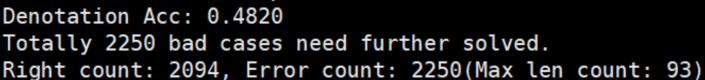 Denotation Acc: 0.4820
Totally 2250 bad cases need further solved.
Right count: 2094, Error count: 2250(Max len count: 93)